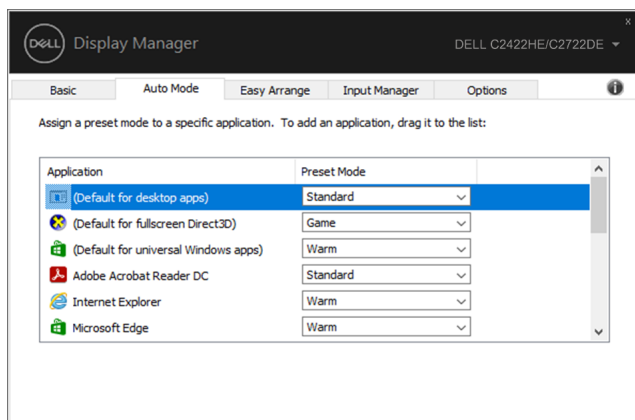 x
DELL Display Manager DELL C2422HE/C2722DE
Basic Auto Mode Easy Arrange Input Manager Options i
Assign a preset mode to a specific application. To add an application, drag it to the list:
Application Preset Mode
(Default for desktop apps) Standard
(Default for fullscreen Direct3D) Game
(Default for universal Windows apps) Warm
Adobe Acrobat Reader DC Standard
Internet Explorer Warm
Microsoft Edge Warm